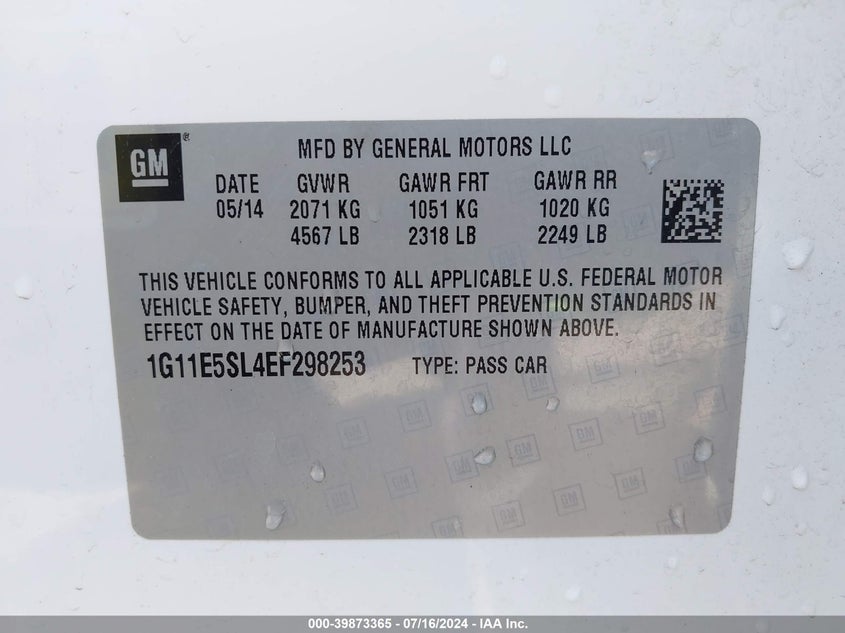 GM
MFD BY GENERAL MOTORS LLC
DATE GVWR GAWR FRT GAWR RR
05/14 2071 KG 1051 KG 1020 KG
4567 LB 2318 LB 2249 LB
THIS VEHICLE CONFORMS TO ALL APPLICABLE U.S. FEDERAL MOTOR
VEHICLE SAFETY, BUMPER, AND THEFT PREVENTION STANDARDS IN
EFFECT ON THE DATE OF MANUFACTURE SHOWN ABOVE.
1G11E5SL4EF298253 TYPE: PASS CAR
000-39873365 - 07/16/2024 - IAA Inc.